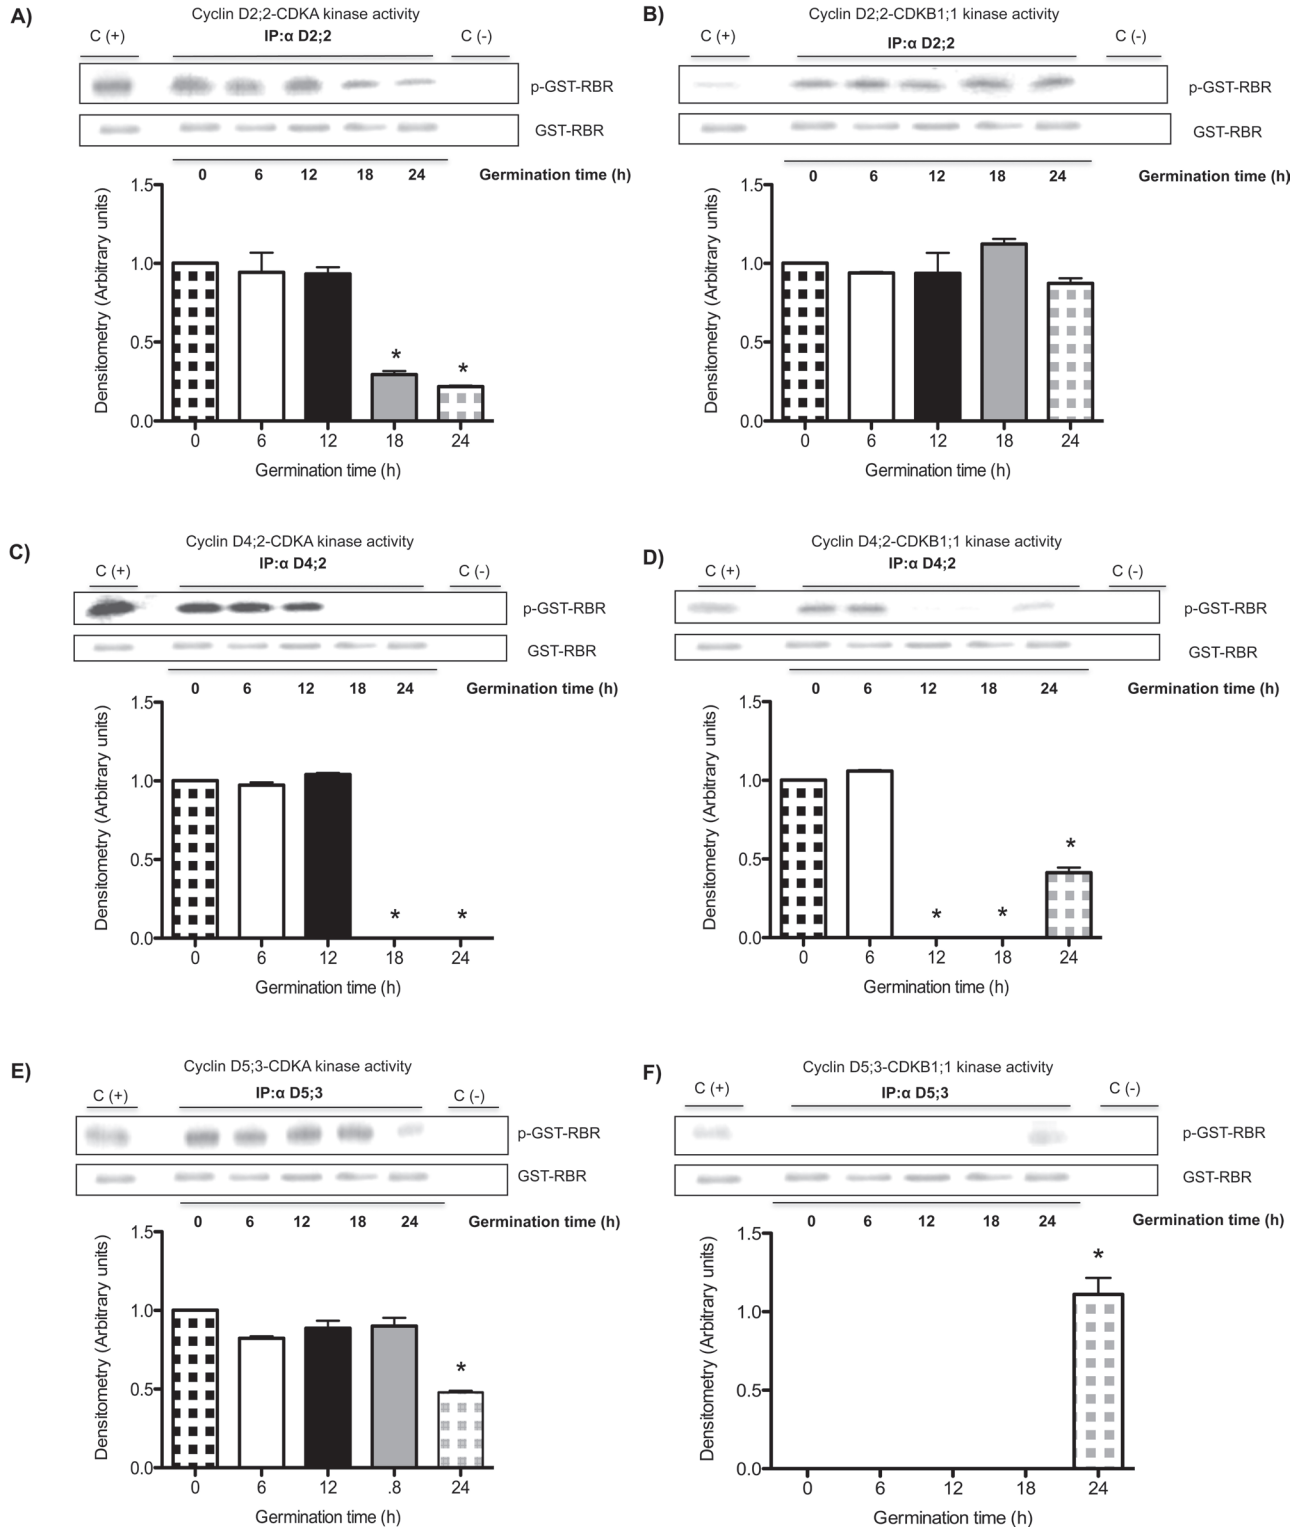 A)
Cyclin D2;2-CDKA kinase activity
C (+)
IP:α D2;2
C (-)
p-GST-RBR
GST-RBR
0 6 12 18 24 Germination time (h)
Densitometry (Arbitrary units)
1.5
1.0
0.5
0.0
* *
0 6 12 18 24
Germination time (h)
B)
Cyclin D2;2-CDKB1;1 kinase activity
C (+)
IP:α D2;2
C (-)
p-GST-RBR
GST-RBR
0 6 12 18 24 Germination time (h)
Densitometry (Arbitrary units)
1.5
1.0
0.5
0.0
0 6 12 18 24
Germination time (h)
C)
Cyclin D4;2-CDKA kinase activity
C (+)
IP:α D4;2
C (-)
p-GST-RBR
GST-RBR
0 6 12 18 24 Germination time (h)
Densitometry (Arbitrary units)
1.5
1.0
0.5
0.0
* *
0 6 12 18 24
Germination time (h)
D)
Cyclin D4;2-CDKB1;1 kinase activity
C (+)
IP:α D4;2
C (-)
p-GST-RBR
GST-RBR
0 6 12 18 24 Germination time (h)
Densitometry (Arbitrary units)
1.5
1.0
0.5
0.0
* * *
0 6 12 18 24
Germination time (h)
E)
Cyclin D5;3-CDKA kinase activity
C (+)
IP:α D5;3
C (-)
p-GST-RBR
GST-RBR
0 6 12 18 24 Germination time (h)
Densitometry (Arbitrary units)
1.5
1.0
0.5
0.0
*
0 6 12 .8 24
Germination time (h)
F)
Cyclin D5;3-CDKB1;1 kinase activity
C (+)
IP:α D5;3
C (-)
p-GST-RBR
GST-RBR
0 6 12 18 24 Germination time (h)
Densitometry (Arbitrary units)
1.5
1.0
0.5
0.0
*
0 6 12 18 24
Germination time (h)